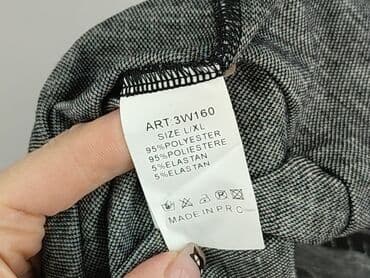 ART:3W160
SIZE L/XL
95%POLYESTER
95%POLIESTERE
5%ELASTAN
5%ELASTAN
MADE IN P.R.C